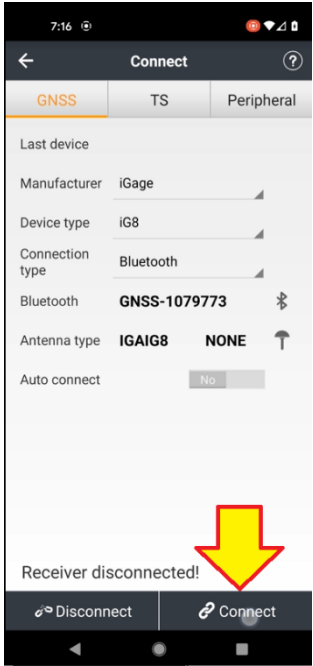 7:16
Connect
?
GNSS TS Peripheral
Last device
Manufacturer iGage
Device type iG8
Connection type Bluetooth
Bluetooth GNSS-1079773
Antenna type IGAIG8 NONE
Auto connect No
Receiver disconnected!
Disconnect Connect